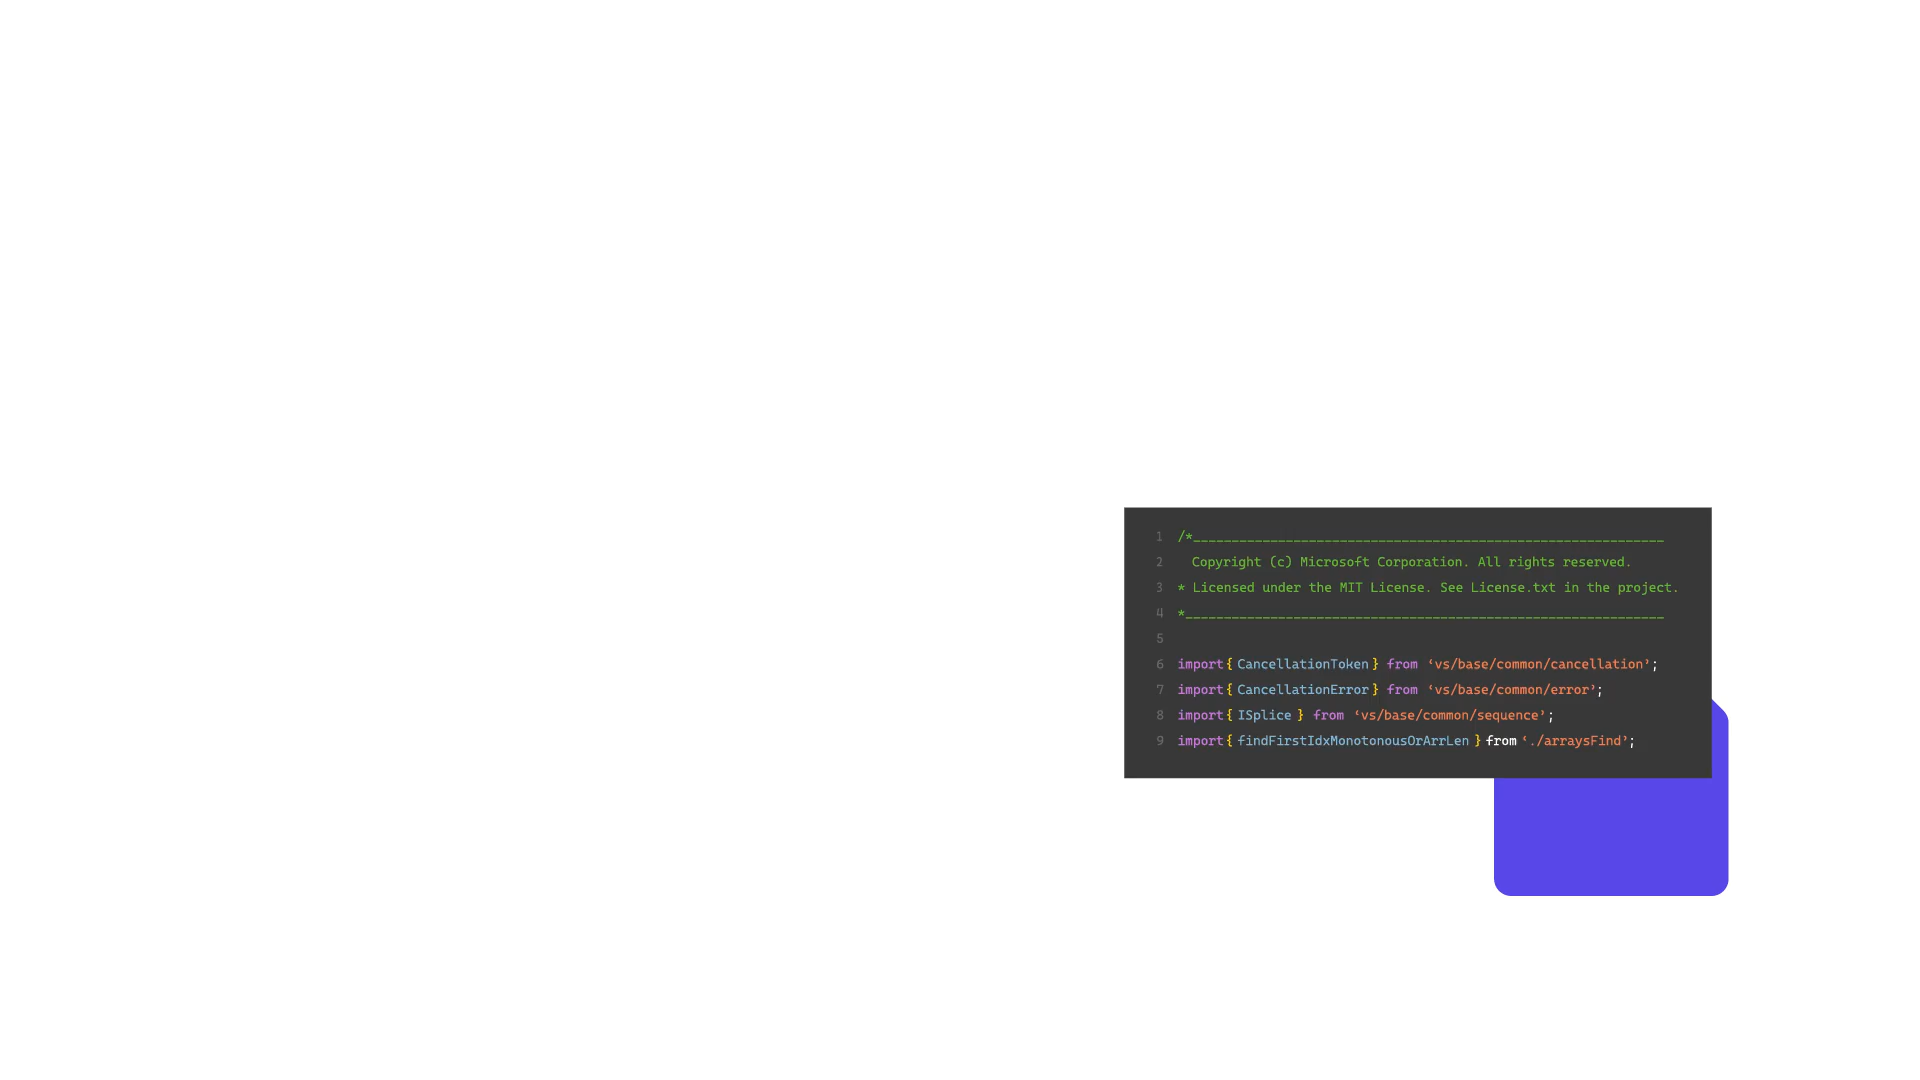 1 /*______________________________________________________________
2 Copyright (c) Microsoft Corporation. All rights reserved.
3 * Licensed under the MIT License. See License.txt in the project.
4 *_______________________________________________________________
5
6 import{ CancellationToken } from ‘vs/base/common/cancellation’;
7 import{ CancellationError } from ‘vs/base/common/error’;
8 import{ ISplice } from ‘vs/base/common/sequence’;
9 import{ findFirstIdxMonotonousOrArrLen } from ‘./arraysFind’;